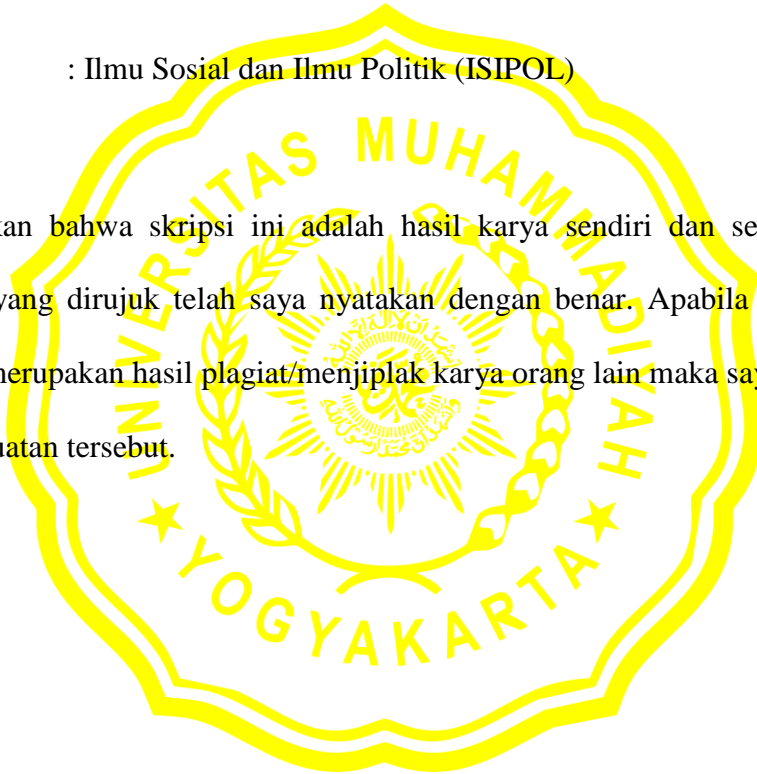 : Ilmu Sosial dan Ilmu Politik (ISIPOL)
kan bahwa skripsi ini adalah hasil karya sendiri dan se
yang dirujuk telah saya nyatakan dengan benar. Apabila
merupakan hasil plagiat/menjiplak karya orang lain maka say
uatan tersebut.
UNIVERSITAS MUHAMMADIYAH
YOGYAKARTA